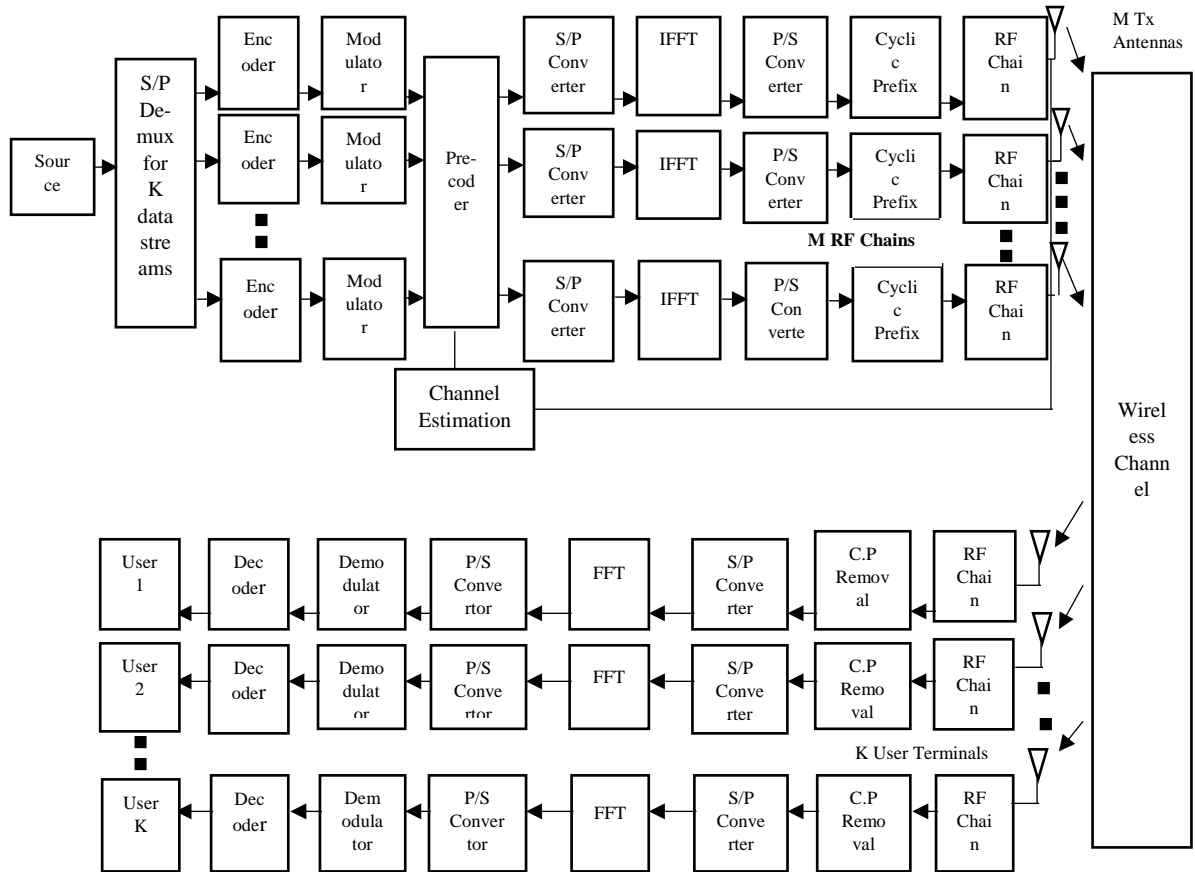 M Tx
Antennas
Sour
ce
S/P
De-
mux
for
K
data
stre
ams
Enc
oder
Mod
ulato
r
Enc
oder
Mod
ulato
r
Enc
oder
Mod
ulato
r
Pre-
cod
er
S/P
Conv
erter
IFFT
P/S
Conv
erter
Cycli
c
Prefix
RF
Chai
n
S/P
Conv
erter
IFFT
P/S
Conv
erter
Cycli
c
Prefix
RF
Chai
n
M RF Chains
S/P
Conv
erter
IFFT
P/S
Con
verte
Cycli
c
Prefix
RF
Chai
n
Channel
Estimation
Wirel
ess
Chann
el
User
1
Dec
oder
Demo
dulat
or
P/S
Conve
rtor
FFT
S/P
Conve
rter
C.P
Remov
al
RF
Chai
n
User
2
Dec
oder
Demo
dulat
or
P/S
Conve
rtor
FFT
S/P
Conve
rter
C.P
Remo
val
RF
Chai
n
K User Terminals
User
K
Dec
oder
Dem
odula
tor
P/S
Conver
tor
FFT
S/P
Conve
rter
C.P
Remo
val
RF
Chai
n